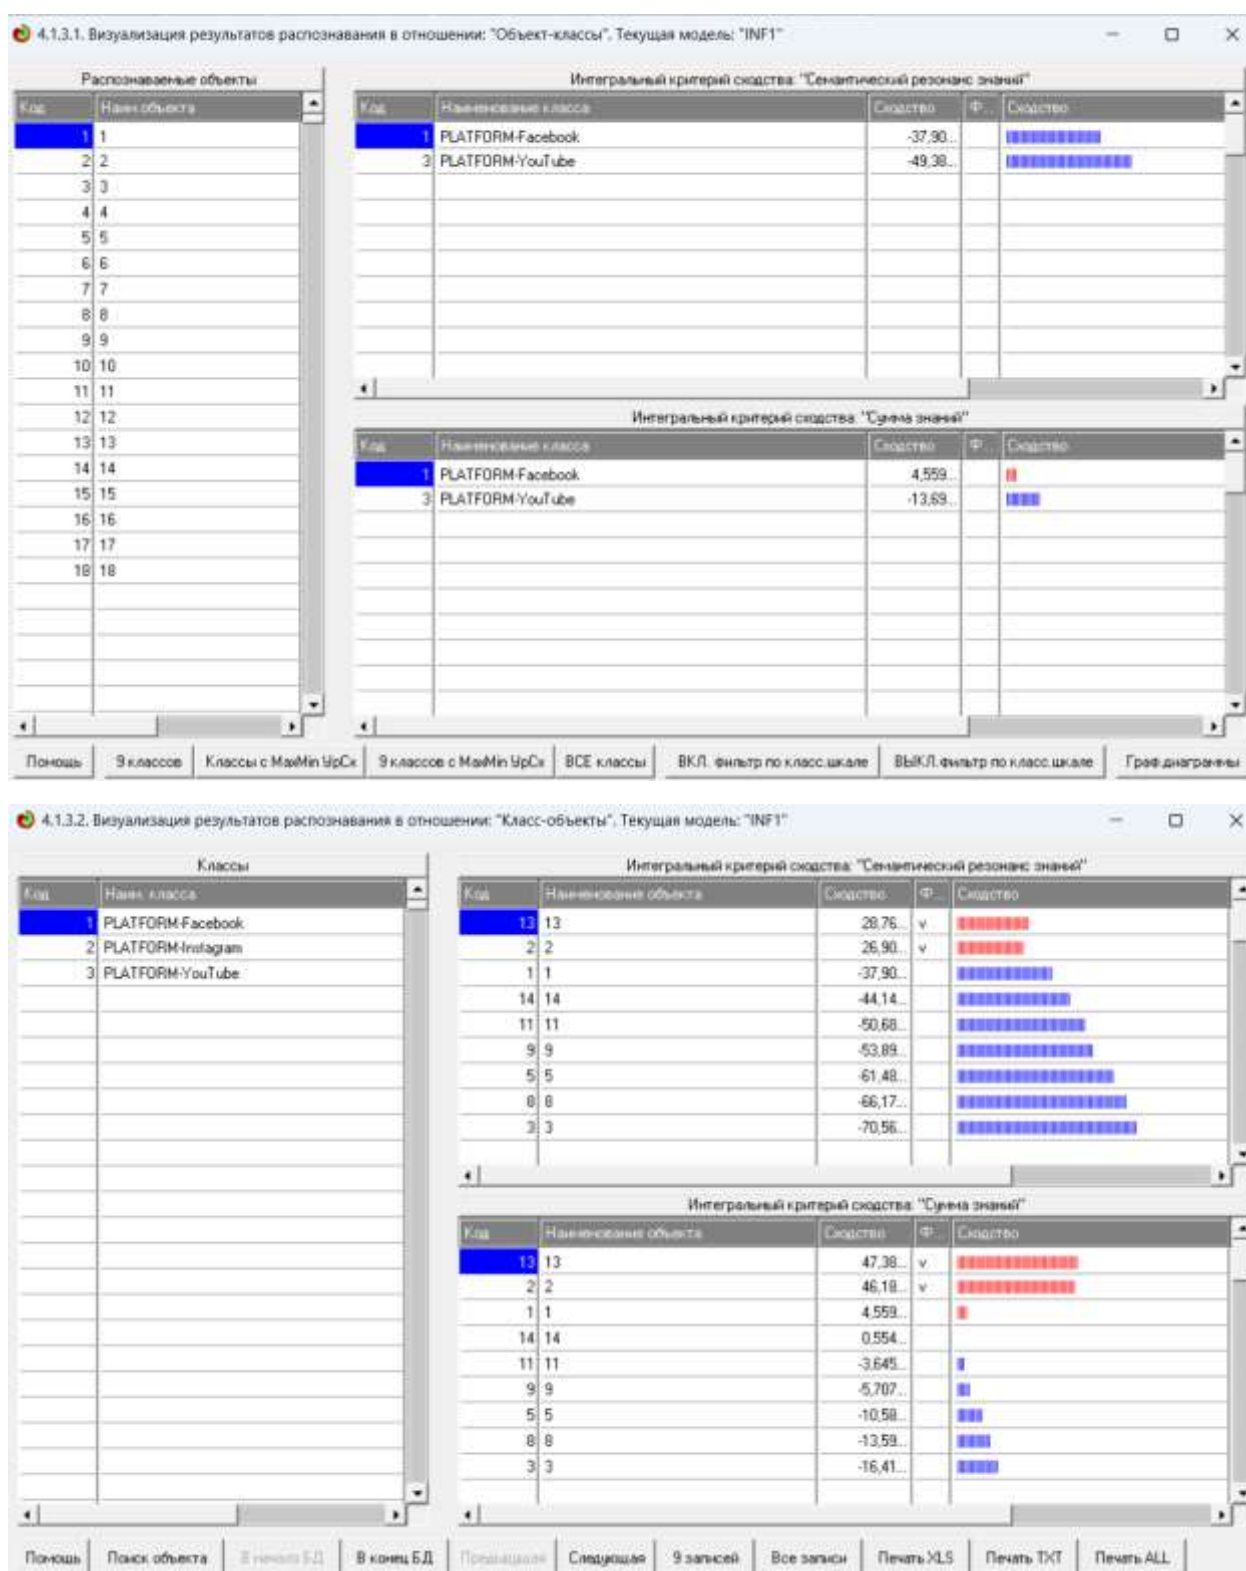 4.1.3.1. Визуализация результатов распознавания в отношении: "Объект-классы". Текущая модель: "INF1"
Распознаваемые объекты
Код Наим.объекта
1 1
2 2
3 3
4 4
5 5
6 6
7 7
8 8
9 9
10 10
11 11
12 12
13 13
14 14
15 15
16 16
17 17
18 18
Интегральный критерий сходства: "Семантический резонанс знаний"
Код Наименование класса Сходство Ф... Сходство
1 PLATFORM-Facebook -37,90...
3 PLATFORM-YouTube -49,38...
Интегральный критерий сходства: "Сумма знаний"
Код Наименование класса Сходство Ф... Сходство
1 PLATFORM-Facebook 4,559...
3 PLATFORM-YouTube -13,69...
Помощь 9 классов Классы с MaxMin УрСх 9 классов с MaxMin УрСх ВСЕ классы ВКЛ. фильтр по класс.шкале ВЫКЛ.фильтр по класс.шкале Граф.диаграммы
4.1.3.2. Визуализация результатов распознавания в отношении: "Класс-объекты". Текущая модель: "INF1"
Классы
Код Наим. класса
1 PLATFORM-Facebook
2 PLATFORM-Instagram
3 PLATFORM-YouTube
Интегральный критерий сходства: "Семантический резонанс знаний"
Код Наименование объекта Сходство Ф... Сходство
13 13 28,76... v
2 2 26,90... v
1 1 -37,90...
14 14 -44,14...
11 11 -50,68...
9 9 -53,89...
5 5 -61,48...
8 8 -66,17...
3 3 -70,56...
Интегральный критерий сходства: "Сумма знаний"
Код Наименование объекта Сходство Ф... Сходство
13 13 47,38... v
2 2 46,18... v
1 1 4,559...
14 14 0,554...
11 11 -3,645...
9 9 -5,707...
5 5 -10,58...
8 8 -13,59...
3 3 -16,41...
Помощь Поиск объекта В начало БД В конец БД Предыдущая Следующая 9 записей Все записи Печать XLS Печать TXT Печать ALL